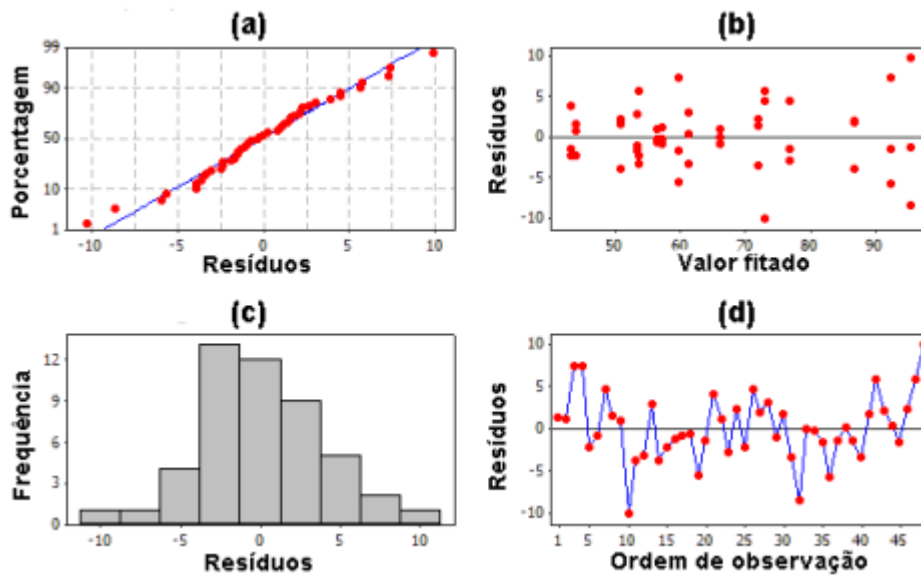 (a)
Porcentagem
99
90
50
10
1
-10 -5 0 5 10
Resíduos
(b)
Resíduos
10
5
0
-5
-10
50 60 70 80 90
Valor fitado
(c)
Frequência
12
9
6
3
0
-10 -5 0 5 10
Resíduos
(d)
Resíduos
10
5
0
-5
-10
1 5 10 15 20 25 30 35 40 45
Ordem de observação